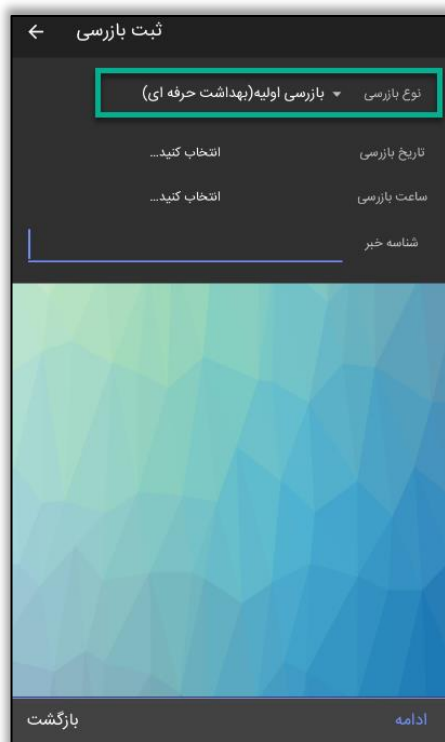 ثبت بازرسی
نوع بازرسی بازرسی اولیه(بهداشت حرفه ای)
تاریخ بازرسی انتخاب کنید...
ساعت بازرسی انتخاب کنید...
شناسه خبر
ادامه بازگشت